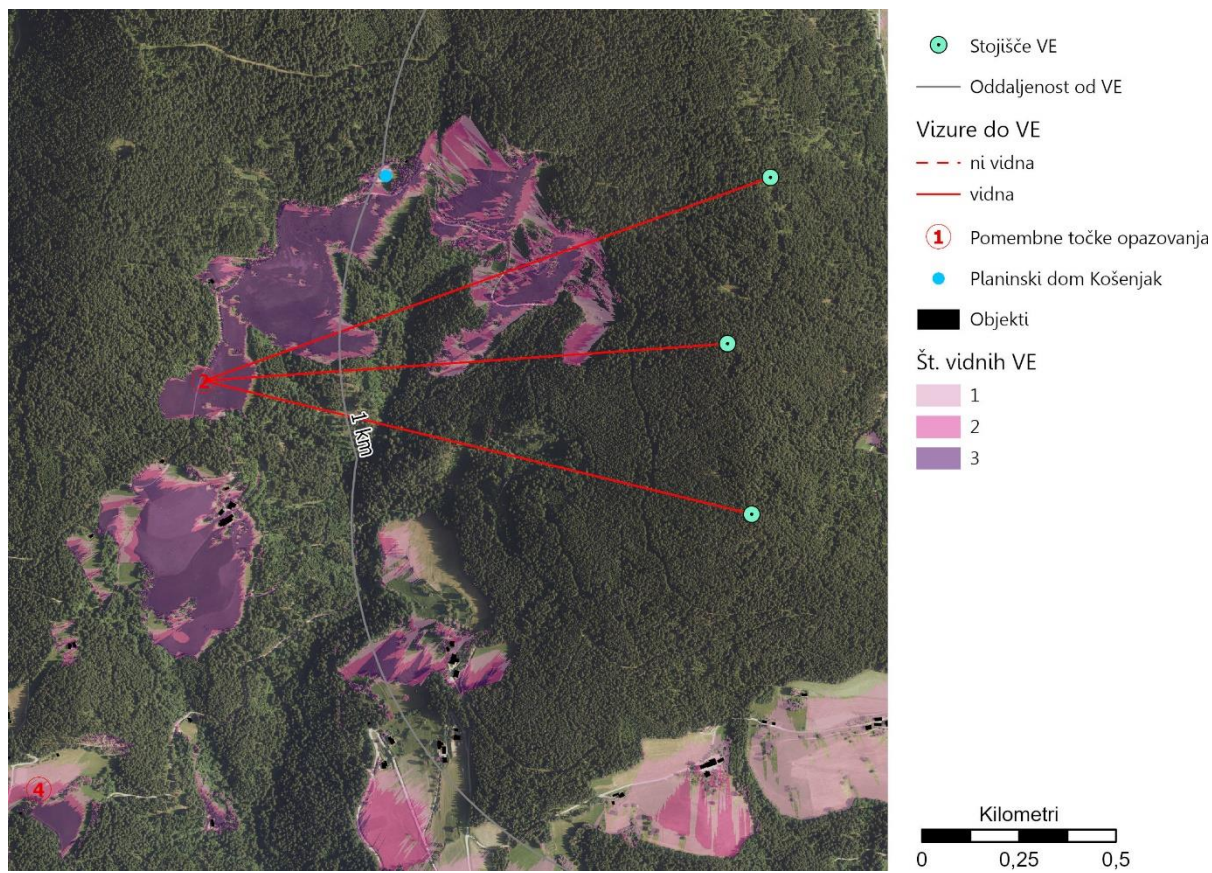 2
1 km
4
Stojišče VE
Oddaljenost od VE
Vizure do VE
ni vidna
vidna
1 Pomembne točke opazovanja
Planinski dom Košenjak
Objekti
Št. vidnih VE
1
2
3
Kilometri
0 0,25 0,5